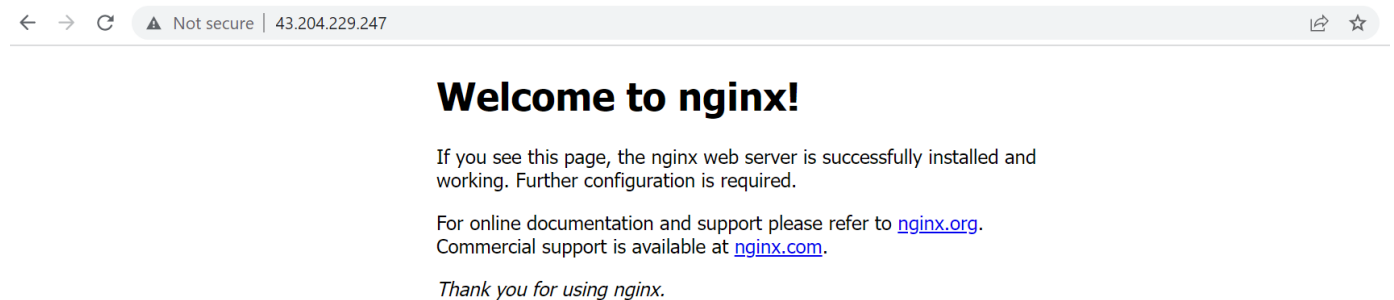 Not secure | 43.204.229.247
Welcome to nginx!
If you see this page, the nginx web server is successfully installed and
working. Further configuration is required.
For online documentation and support please refer to nginx.org.
Commercial support is available at nginx.com.
Thank you for using nginx.